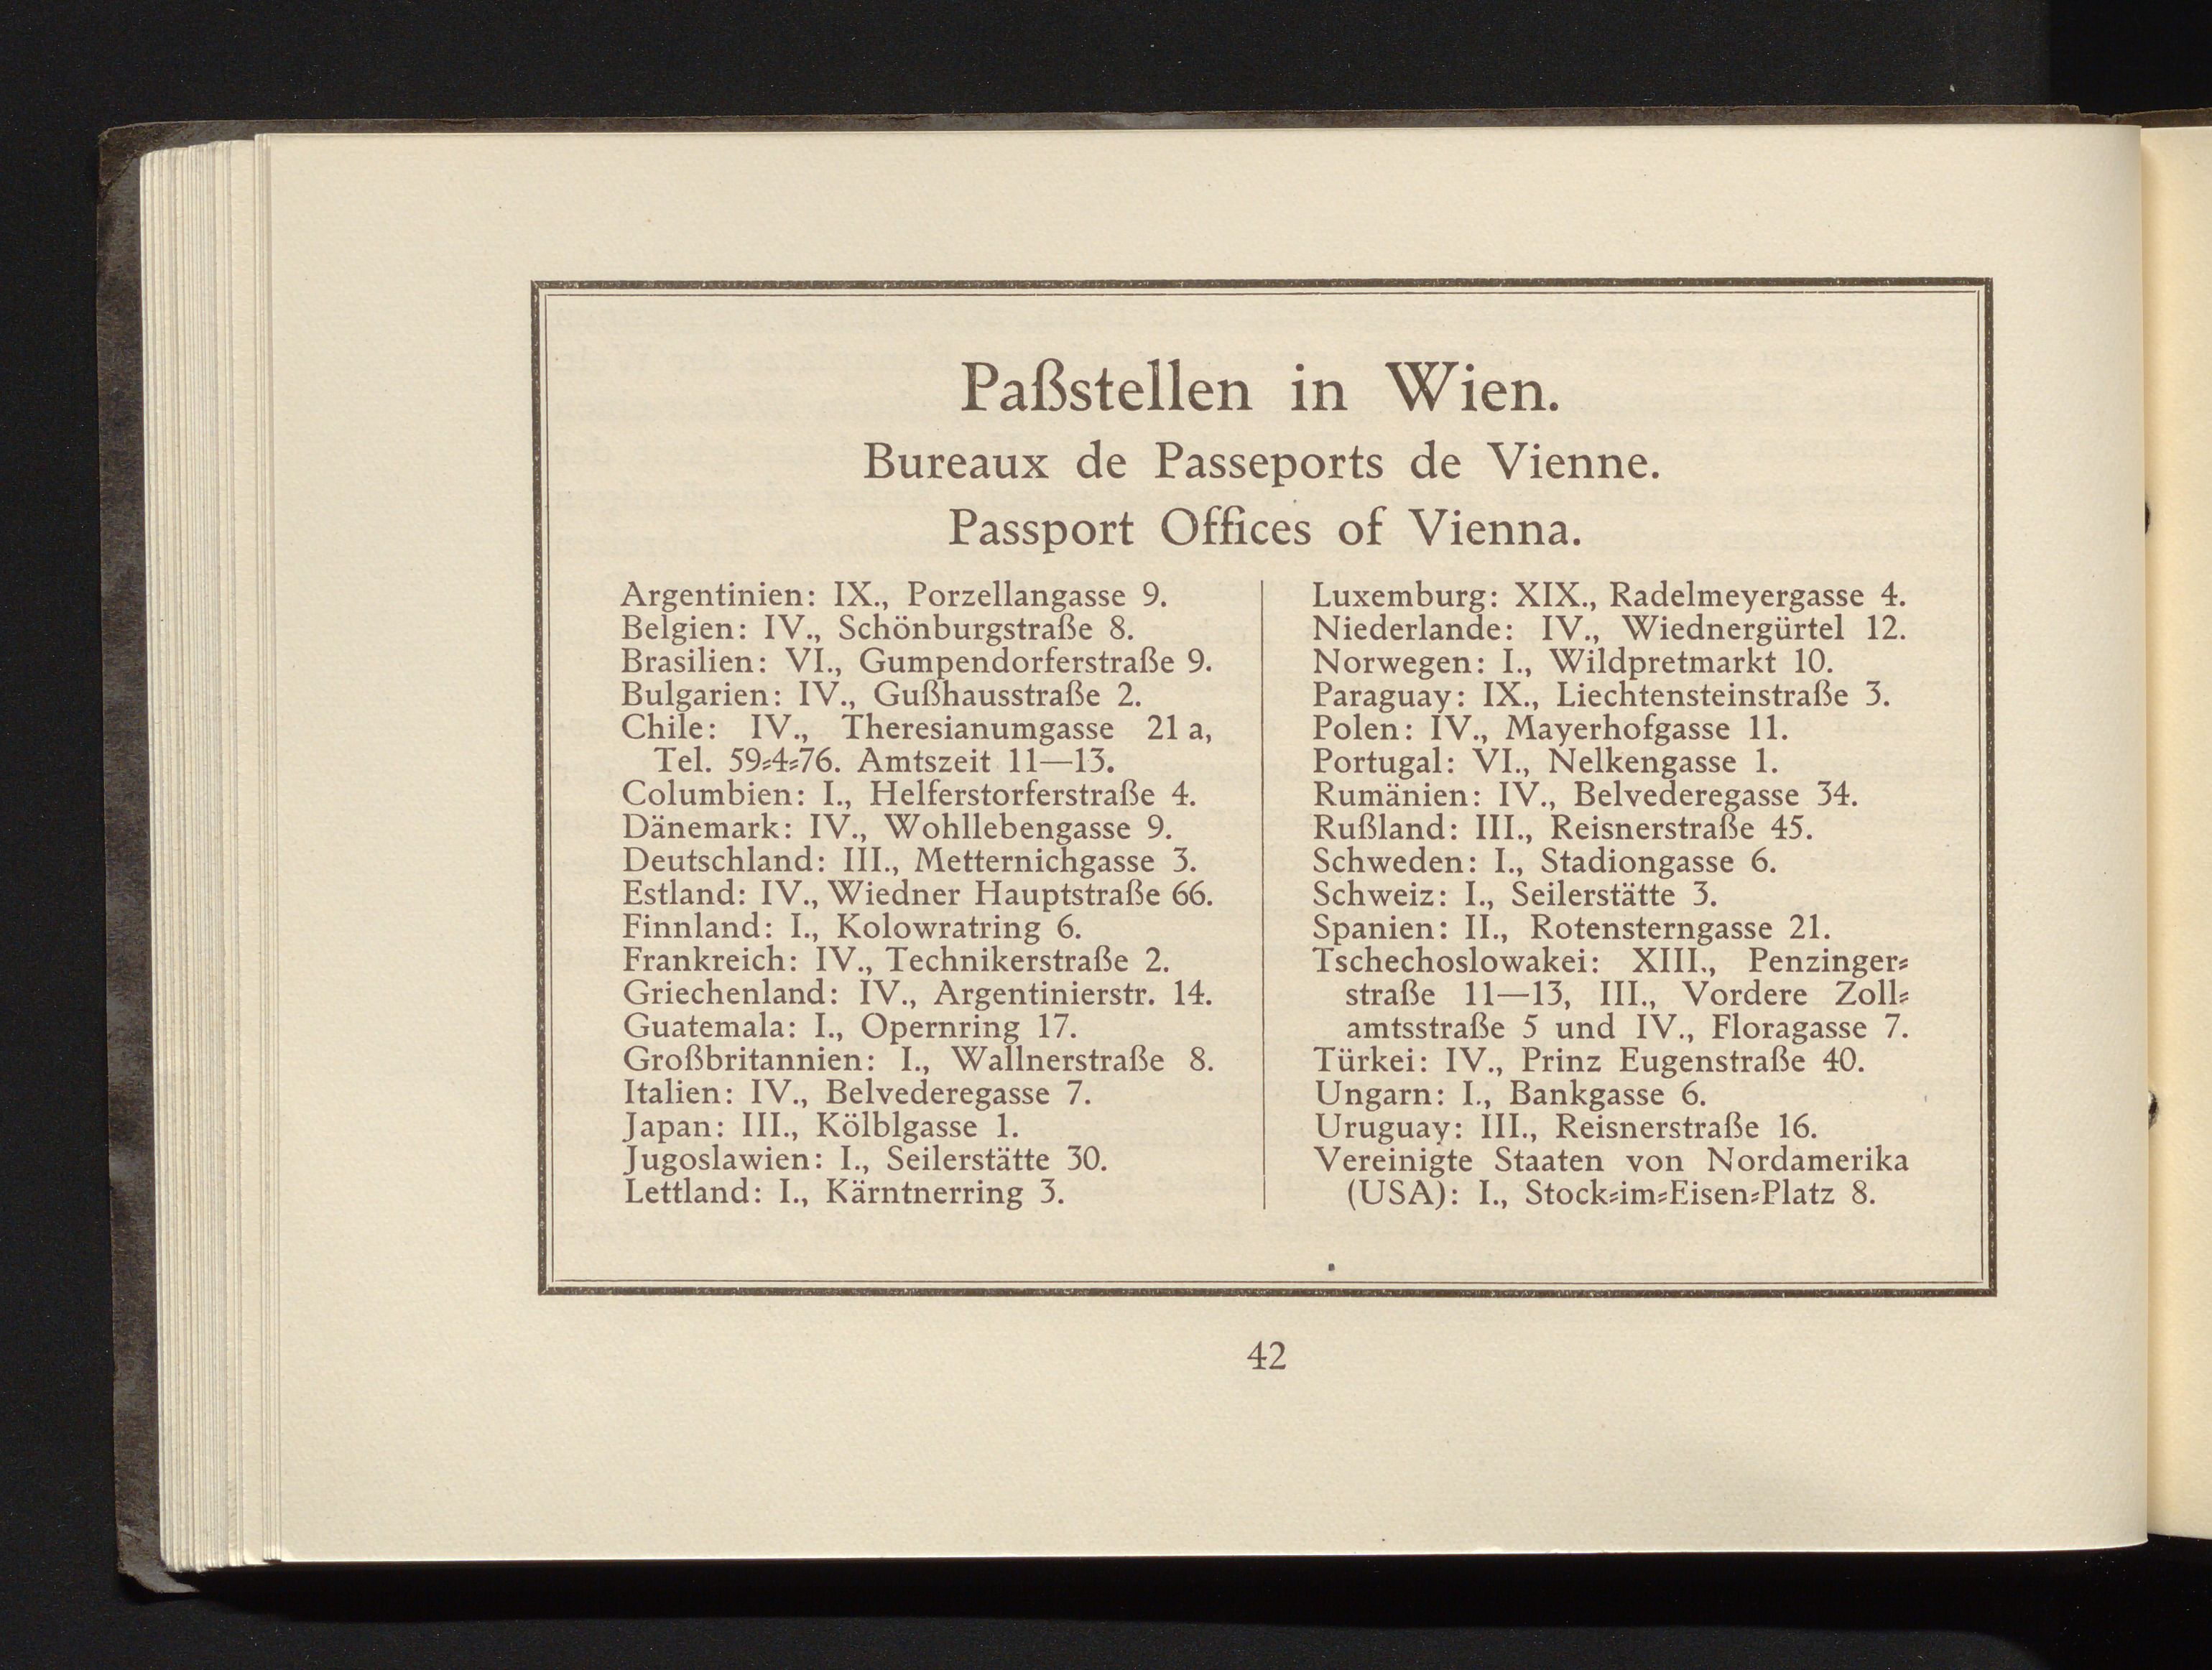 Paßstellen in Wien.
Bureaux de Passeports de Vienne.
Passport Offices of Vienna.
Argentinien: IX., Porzellangasse 9.
Belgien: IV., Schönburgstraße 8.
Brasilien: VI., Gumpendorferstraße 9.
Bulgarien: IV., Gußhausstraße 2.
Chile: IV., Theresianumgasse 21 a,
Tel. 59-4-76. Amtszeit 11—13.
Columbien: I., Helferstorferstraße 4.
Dänemark: IV., Wohllebengasse 9.
Deutschland: III., Metternichgasse 3.
Estland: IV., Wiedner Hauptstraße 66.
Finnland: I., Kolowratring 6.
Frankreich: IV., Technikerstraße 2.
Griechenland: IV., Argentinierstr. 14.
Guatemala: I., Opernring 17.
Großbritannien: I., Wallnerstraße 8.
Italien: IV., Belvederegasse 7.
Japan: III., Kölblgasse 1.
Jugoslawien: I., Seilerstätte 30.
Lettland: I., Kärntnerring 3.
Luxemburg: XIX., Radelmeyergasse 4.
Niederlande: IV., Wiednergürtel 12.
Norwegen: I., Wildpretmarkt 10.
Paraguay: IX., Liechtensteinstraße 3.
Polen: IV., Mayerhofgasse 11.
Portugal: VI., Nelkengasse 1.
Rumänien: IV., Belvederegasse 34.
Rußland: III., Reisnerstraße 45.
Schweden: I., Stadiongasse 6.
Schweiz: I., Seilerstätte 3.
Spanien: II., Rotensterngasse 21.
Tschechoslowakei: XIII., Penzinger-
straße 11—13, III., Vordere Zoll-
amtsstraße 5 und IV., Floragasse 7.
Türkei: IV., Prinz Eugenstraße 40.
Ungarn: I., Bankgasse 6.
Uruguay: III., Reisnerstraße 16.
Vereinigte Staaten von Nordamerika
(USA): I., Stock-im-Eisen-Platz 8.
42